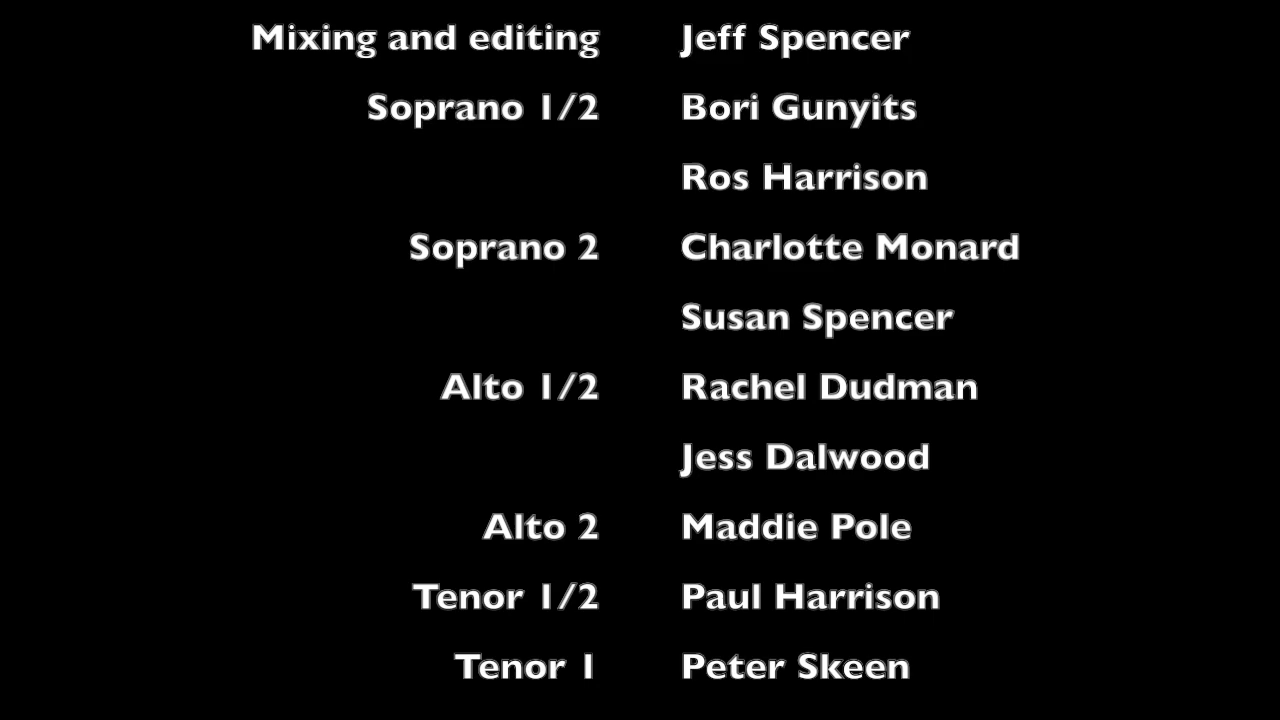 Mixing and editing Jeff Spencer
Soprano 1/2 Bori Gunyits
Ros Harrison
Soprano 2 Charlotte Monard
Susan Spencer
Alto 1/2 Rachel Dudman
Jess Dalwood
Alto 2 Maddie Pole
Tenor 1/2 Paul Harrison
Tenor 1 Peter Skeen